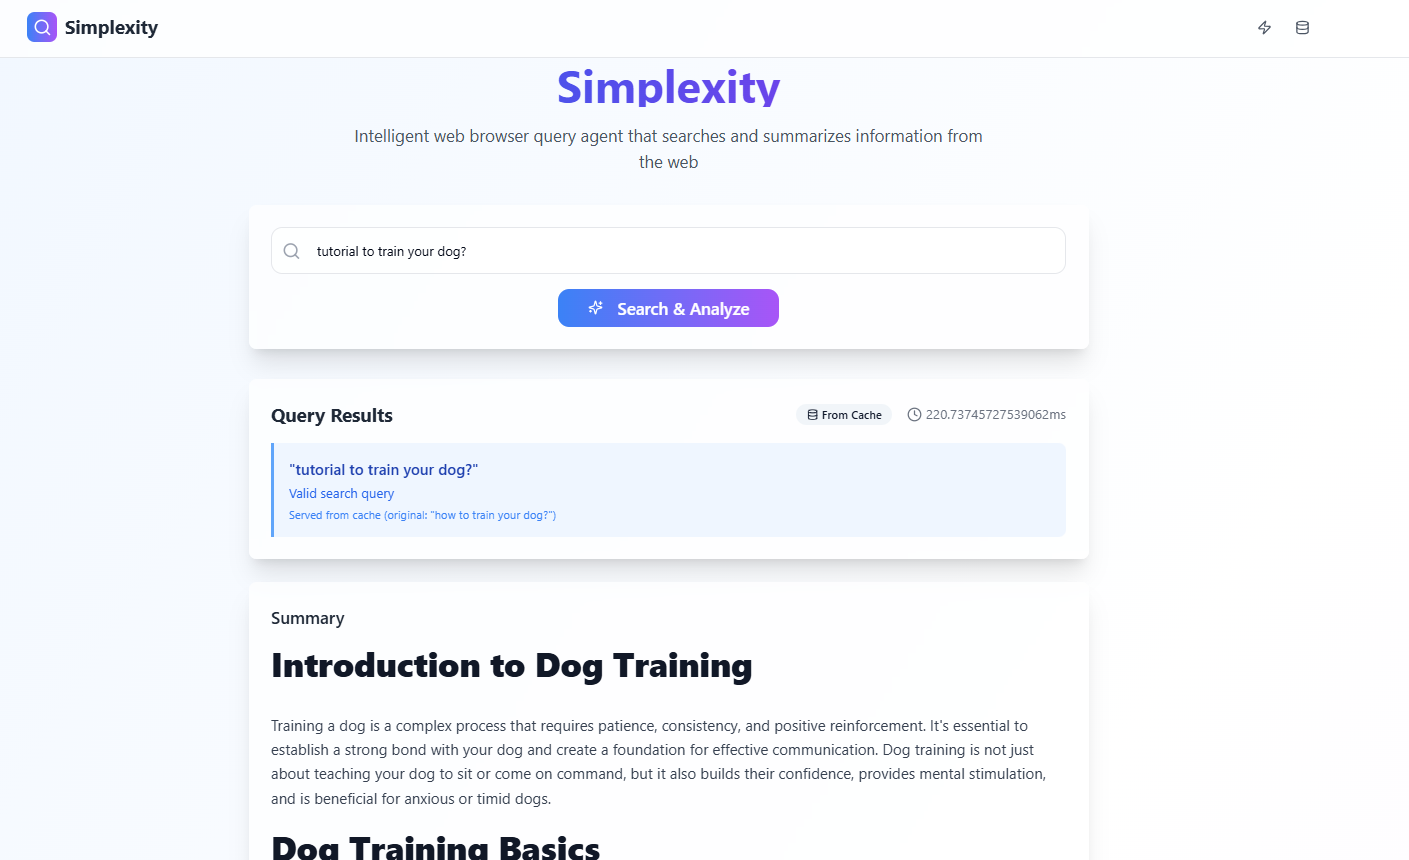 Simplexity
Simplexity
Intelligent web browser query agent that searches and summarizes information from
the web
tutorial to train your dog?
Search & Analyze
Query Results
From Cache
220.73745727539062ms
"tutorial to train your dog?"
Valid search query
Served from cache (original: "how to train your dog?")
Summary
Introduction to Dog Training
Training a dog is a complex process that requires patience, consistency, and positive reinforcement. It's essential to
establish a strong bond with your dog and create a foundation for effective communication. Dog training is not just
about teaching your dog to sit or come on command, but it also builds their confidence, provides mental stimulation,
and is beneficial for anxious or timid dogs.
Dog Training Basics